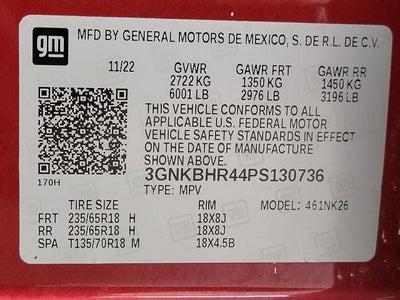 gm MFD BY GENERAL MOTORS DE MEXICO, S. DE R.L. DE C.V.
11/22 GVWR GAWR FRT GAWR RR
2722 KG 1350 KG 1450 KG
6001 LB 2976 LB 3196 LB
THIS VEHICLE CONFORMS TO ALL
APPLICABLE U.S. FEDERAL MOTOR
VEHICLE SAFETY STANDARDS IN EFFECT
ON THE DATE OF MANUFACTURE
SHOWN ABOVE.
170H 3GNKBHR44PS130736
TYPE: MPV
TIRE SIZE RIM MODEL: 461NK26
FRT 235/65R18 H 18X8J
RR 235/65R18 H 18X8J
SPA T135/70R18 M 18X4.5B